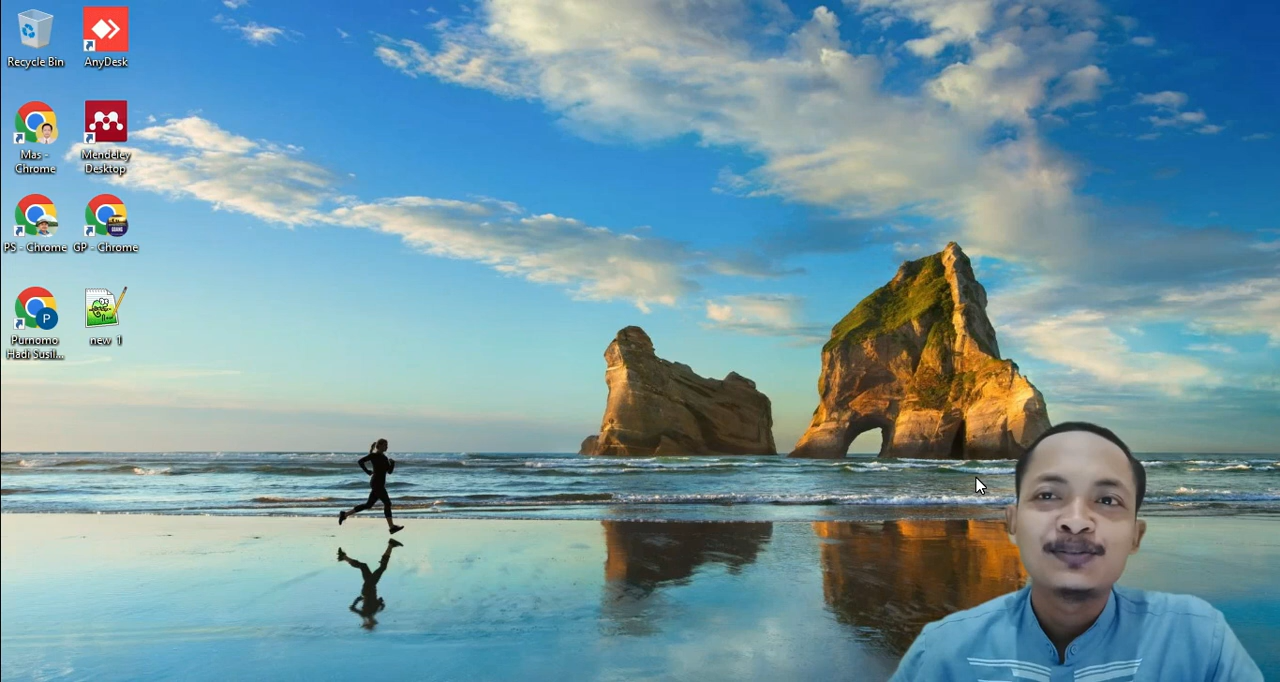 Recycle Bin
AnyDesk
Mas -
Chrome
Mendeley
Desktop
PS - Chrome
GP - Chrome
Purnomo
Hadi Susil...
new 1
P